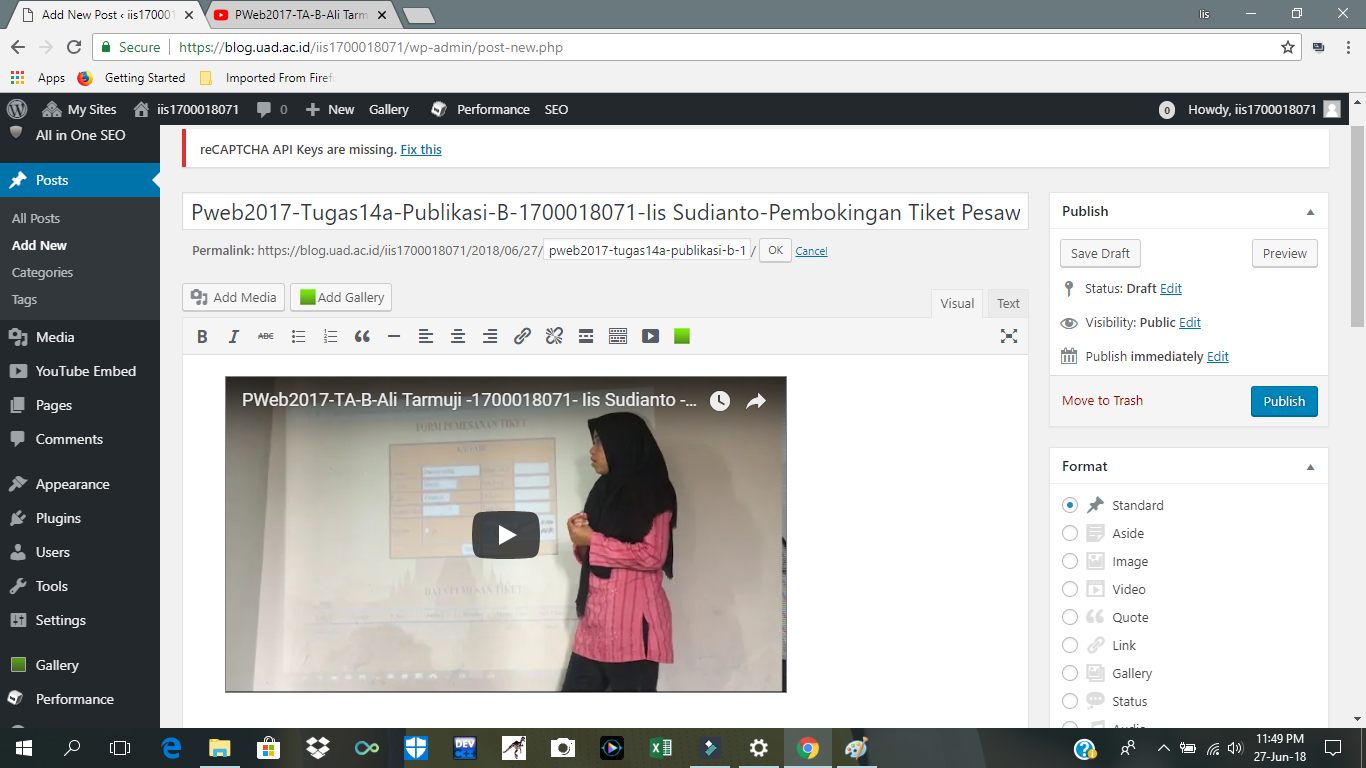 Add New Post ‹ iis17000
PWeb2017-TA-B-Ali Tarm
Iis
Secure
https://blog.uad.ac.id/iis1700018071/wp-admin/post-new.php
Apps
Getting Started
Imported From Firef
My Sites
iis1700018071
0
New
Gallery
Performance
SEO
0
Howdy, iis1700018071
All in One SEO
Posts
All Posts
Add New
Categories
Tags
Media
YouTube Embed
Pages
Comments
Appearance
Plugins
Users
Tools
Settings
Gallery
Performance
reCAPTCHA API Keys are missing. Fix this
Pweb2017-Tugas14a-Publikasi-B-1700018071-Iis Sudianto-Pembokingan Tiket Pesaw
Permalink: https://blog.uad.ac.id/iis1700018071/2018/06/27/ pweb2017-tugas14a-publikasi-b-1 / OK Cancel
Add Media
Add Gallery
Visual
Text
B I ABC
PWeb2017-TA-B-Ali Tarmuji -1700018071- Iis Sudianto -...
FORM PEMESANAN TIKET
DATA PEMESAN TIKET
Publish
Save Draft
Preview
Status: Draft Edit
Visibility: Public Edit
Publish immediately Edit
Move to Trash
Publish
Format
Standard
Aside
Image
Video
Quote
Link
Gallery
Status
Audio
DEV
11:49 PM
27-Jun-18